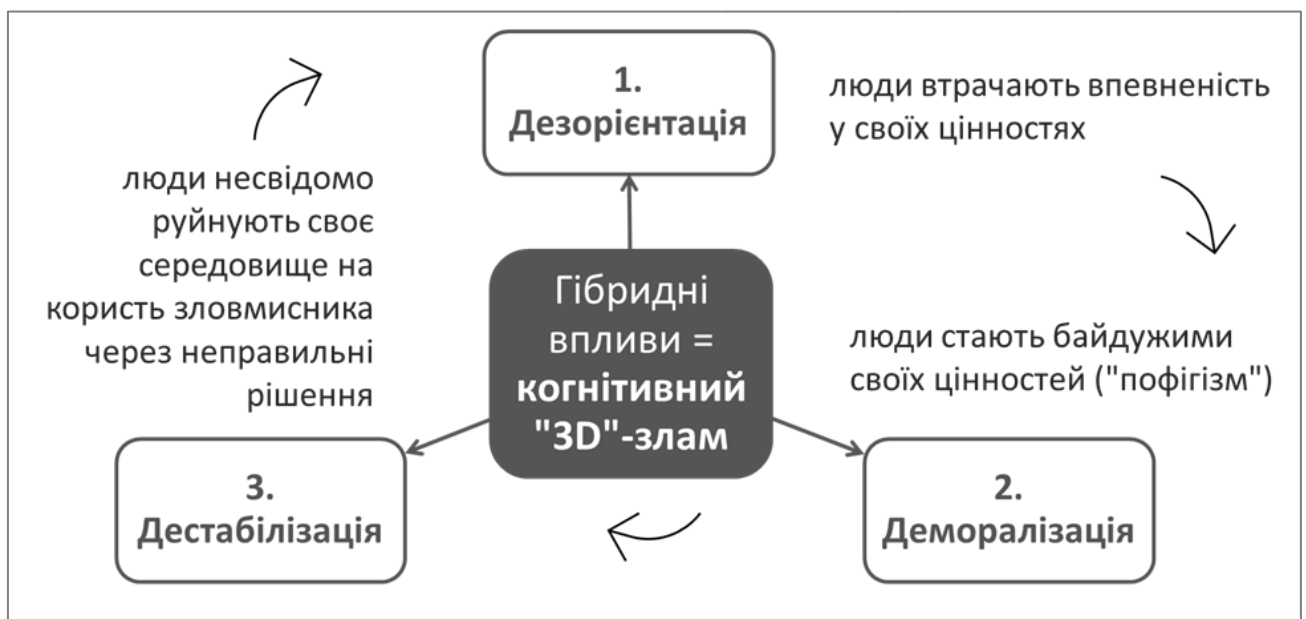 1.
Дезорієнтація
люди втрачають впевненість
у своїх цінностях
люди стають байдужими
своїх цінностей ("пофігізм")
2.
Деморалізація
3.
Дестабілізація
люди несвідомо
руйнують своє
середовище на
користь зловмисника
через неправильні
рішення
Гібридні
впливи =
когнітивний
"3D"-злам